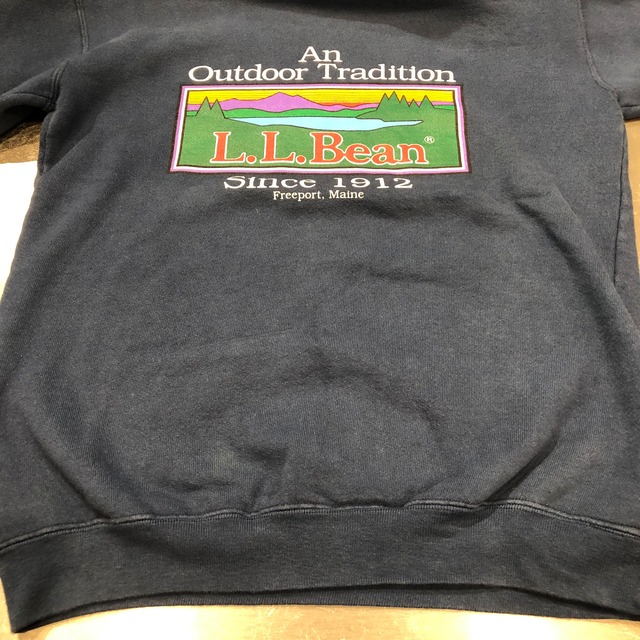 An
Outdoor Tradition
L.L.Bean®
Since 1912
Freeport, Maine